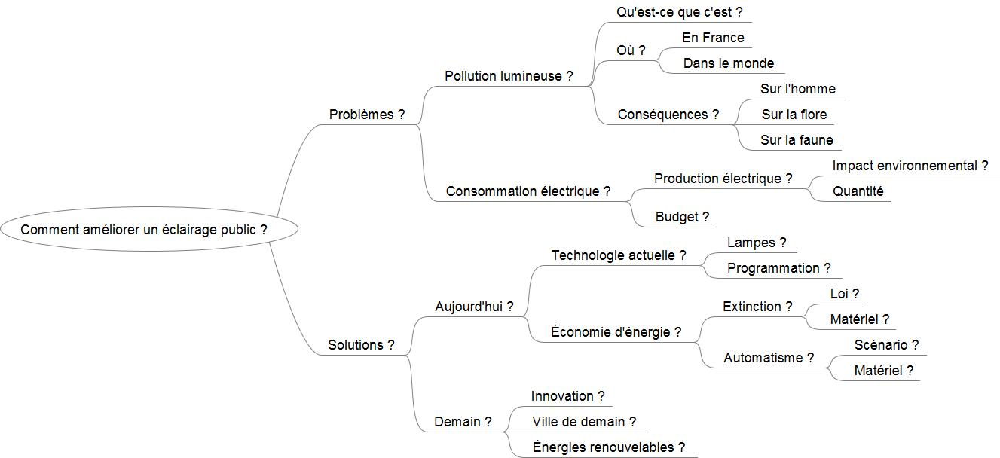 Qu'est-ce que c'est ?
En France
Où ?
Dans le monde
Pollution lumineuse ?
Sur l'homme
Problèmes ?
Conséquences ?
Sur la flore
Sur la faune
Impact environnemental ?
Production électrique ?
Consommation électrique ?
Quantité
Budget ?
Comment améliorer un éclairage public ?
Lampes ?
Technologie actuelle ?
Programmation ?
Loi ?
Aujourd'hui ?
Extinction ?
Matériel ?
Économie d'énergie ?
Solutions ?
Scénario ?
Automatisme ?
Matériel ?
Innovation ?
Demain ?
Ville de demain ?
Énergies renouvelables ?